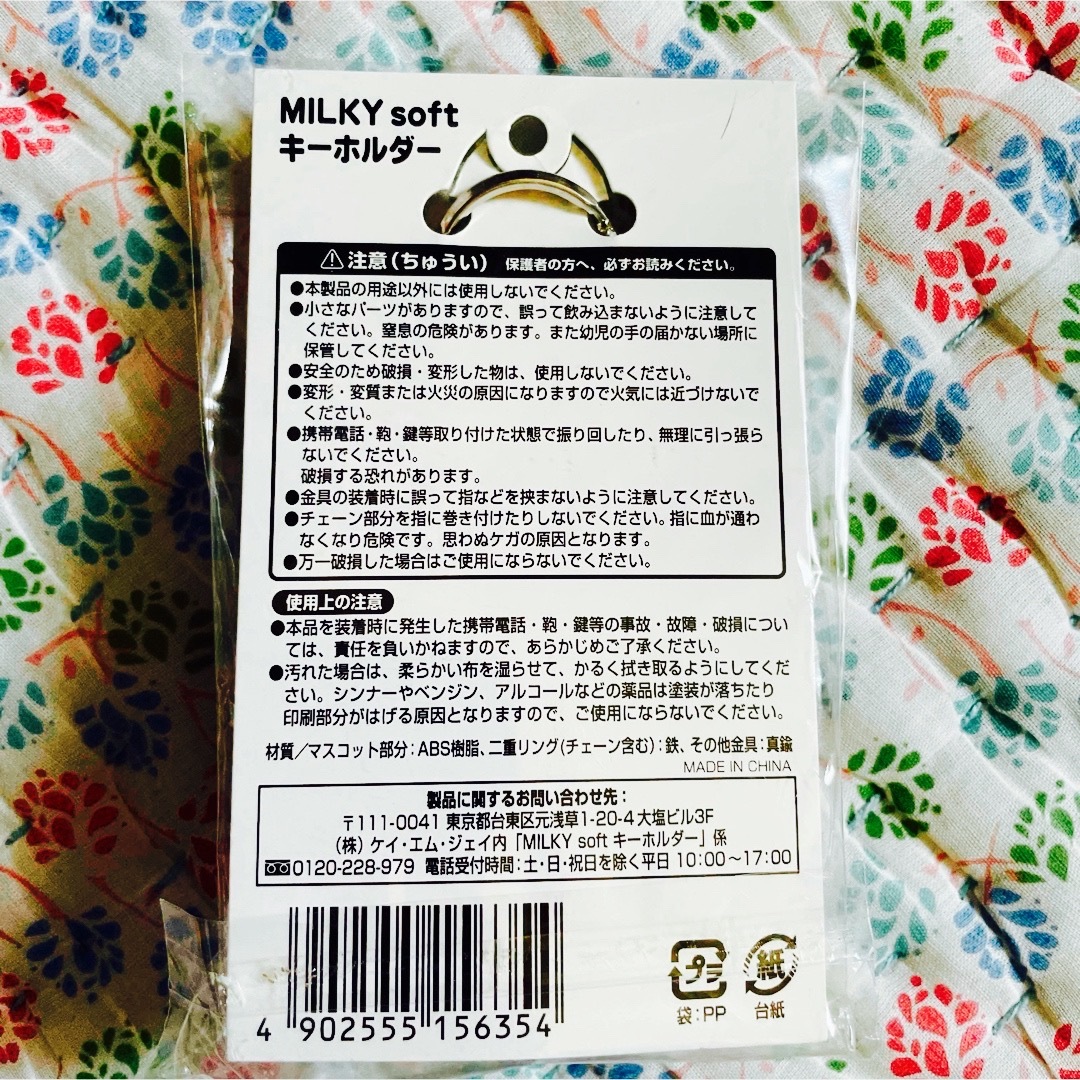 MILKY soft
キーホルダー
⚠注意(ちゅうい) 保護者の方へ、必ずお読みください。
●本製品の用途以外には使用しないでください。
●小さなパーツがありますので、誤って飲み込まないように注意して
ください。窒息の危険があります。また幼児の手の届かない場所に
保管してください。
●安全のため破損・変形した物は、使用しないでください。
●変形・変質または火災の原因になりますので火気には近づけないで
ください。
●携帯電話・鞄・鍵等取り付けた状態で振り回したり、無理に引っ張ら
ないでください。
破損する恐れがあります。
●金具の装着時に誤って指などを挟まないように注意してください。
●チェーン部分を指に巻き付けたりしないでください。指に血が通わ
なくなり危険です。思わぬケガの原因となります。
●万一破損した場合はご使用にならないでください。
使用上の注意
●本品を装着時に発生した携帯電話・鞄・鍵等の事故・故障・破損につい
ては、責任を負いかねますので、あらかじめご了承ください。
●汚れた場合は、柔らかい布を湿らせて、かるく拭き取るようにしてくだ
さい。シンナーやベンジン、アルコールなどの薬品は塗装が落ちたり
印刷部分がはげる原因となりますので、ご使用にならないでください。
材質／マスコット部分：ABS樹脂、二重リング(チェーン含む)：鉄、その他金具：真鍮
MADE IN CHINA
製品に関するお問い合わせ先：
〒111-0041 東京都台東区元浅草1-20-4 大塩ビル3F
(株) ケイ・エム・ジェイ内「MILKY soft キーホルダー」係
0120-228-979 電話受付時間：土・日・祝日を除く平日 10:00～17:00
4 902555 156354
プラ
袋：PP
紙
台紙